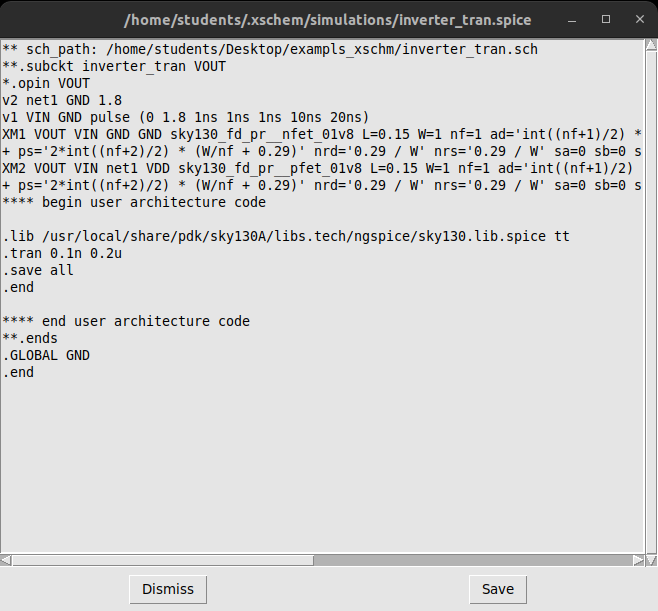 /home/students/.xschem/simulations/inverter_tran.spice
** sch_path: /home/students/Desktop/exampls_xschm/inverter_tran.sch
**.subckt inverter_tran VOUT
*.opin VOUT
v2 net1 GND 1.8
v1 VIN GND pulse (0 1.8 1ns 1ns 1ns 10ns 20ns)
XM1 VOUT VIN GND GND sky130_fd_pr__nfet_01v8 L=0.15 W=1 nf=1 ad='int((nf+1)/2) *
+ ps='2*int((nf+2)/2) * (W/nf + 0.29)' nrd='0.29 / W' nrs='0.29 / W' sa=0 sb=0 s
XM2 VOUT VIN net1 VDD sky130_fd_pr__pfet_01v8 L=0.15 W=1 nf=1 ad='int((nf+1)/2)
+ ps='2*int((nf+2)/2) * (W/nf + 0.29)' nrd='0.29 / W' nrs='0.29 / W' sa=0 sb=0 s
**** begin user architecture code
.lib /usr/local/share/pdk/sky130A/libs.tech/ngspice/sky130.lib.spice tt
.tran 0.1n 0.2u
.save all
.end
**** end user architecture code
**.ends
.GLOBAL GND
.end
Dismiss
Save